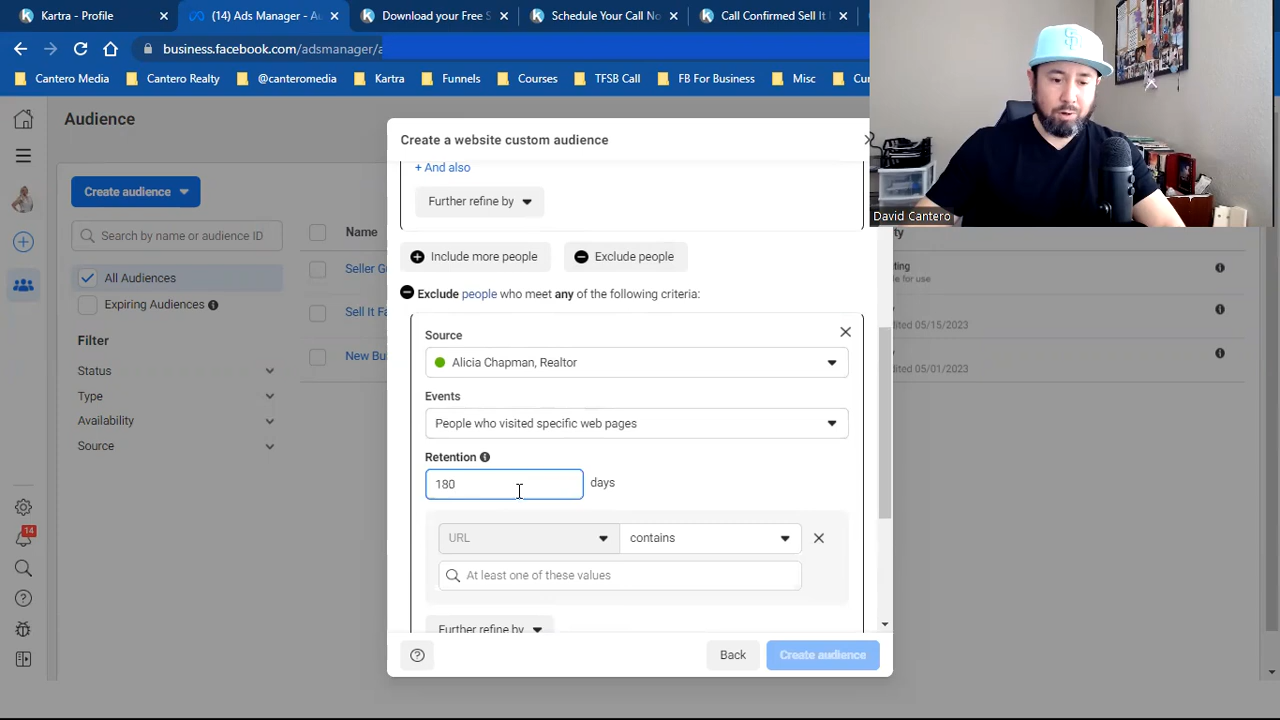 Kartra - Profile
(14) Ads Manager - Au
Download your Free S
Schedule Your Call No
Call Confirmed Sell It
business.facebook.com/adsmanager/a
Cantero Media
Cantero Realty
@canteromedia
Kartra
Funnels
Courses
TFSB Call
FB For Business
Misc
Cur
Audience
Create audience
Search by name or audience ID
All Audiences
Expiring Audiences
Filter
Status
Type
Availability
Source
Name
Seller G
Sell It Fa
New Bu
Create a website custom audience
+ And also
Further refine by
Include more people
Exclude people
Exclude people who meet any of the following criteria:
Source
Alicia Chapman, Realtor
Events
People who visited specific web pages
Retention
180
days
URL
contains
At least one of these values
Further refine by
Back
Create audience
David Cantero
dited 05/15/2023
dited 05/01/2023
14